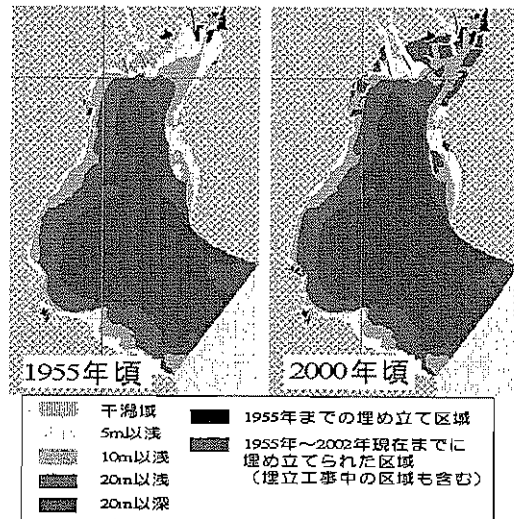 1955年頃
2000年頃
干潟域
5m以浅
10m以浅
20m以浅
20m以深
1955年までの埋め立て区域
1955年～2002年現在までに
埋め立てられた区域
(埋立工事中の区域も含む)